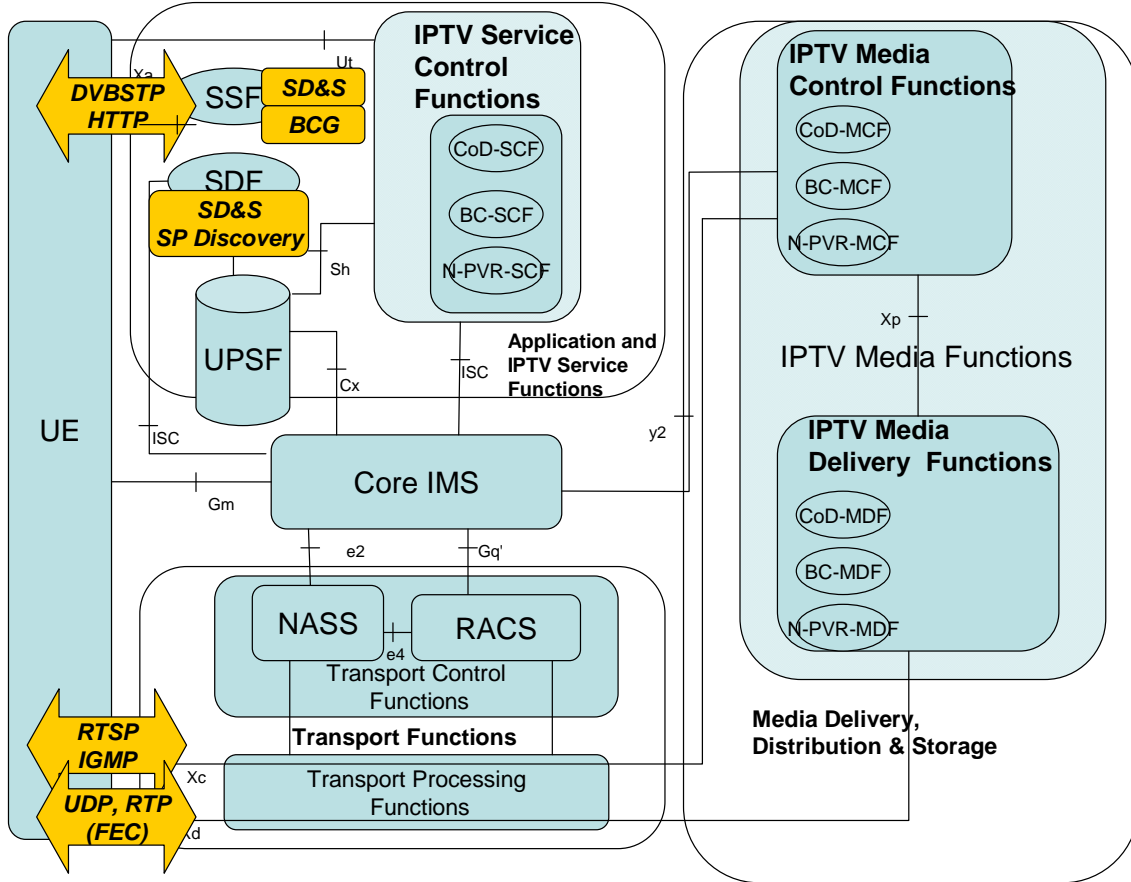 UE
Xa
DVBSTP
HTTP
SSF
SD&S
BCG
Ut
SDF
SD&S
SP Discovery
UPSF
Sh
Cx
ISC
IPTV Service
Control
Functions
CoD-SCF
BC-SCF
N-PVR-SCF
ISC
Application and
IPTV Service
Functions
Gm
Core IMS
y2
e2
Gq'
NASS
RACS
e4
Transport Control
Functions
Transport Functions
Transport Processing
Functions
RTSP
IGMP
Xc
UDP, RTP
(FEC)
Xd
IPTV Media
Control Functions
CoD-MCF
BC-MCF
N-PVR-MCF
Xp
IPTV Media Functions
IPTV Media
Delivery Functions
CoD-MDF
BC-MDF
N-PVR-MDF
Media Delivery,
Distribution & Storage